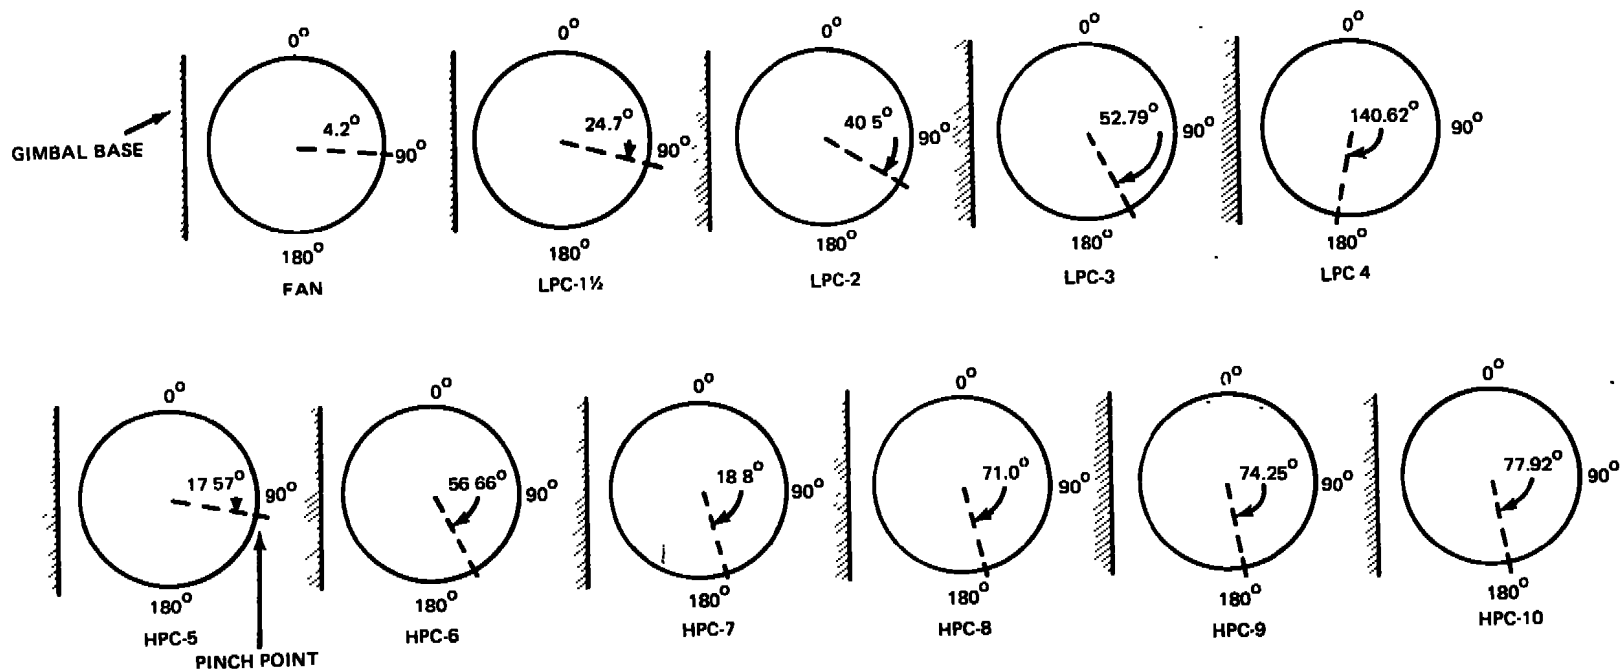 0° 0° 0° 0° 0°
4.2° 24.7° 40 5° 52.79° 140.62°
90° 90° 90° 90° 90°
GIMBAL BASE
180° 180° 180° 180° 180°
FAN LPC-1½ LPC-2 LPC-3 LPC 4
0° 0° 0° 0° 0° 0°
17 57° 56 66° 18 8° 71.0° 74.25° 77.92°
90° 90° 90° 90° 90° 90°
180° 180° 180° 180° 180° 180°
HPC-5 HPC-6 HPC-7 HPC-8 HPC-9 HPC-10
PINCH POINT